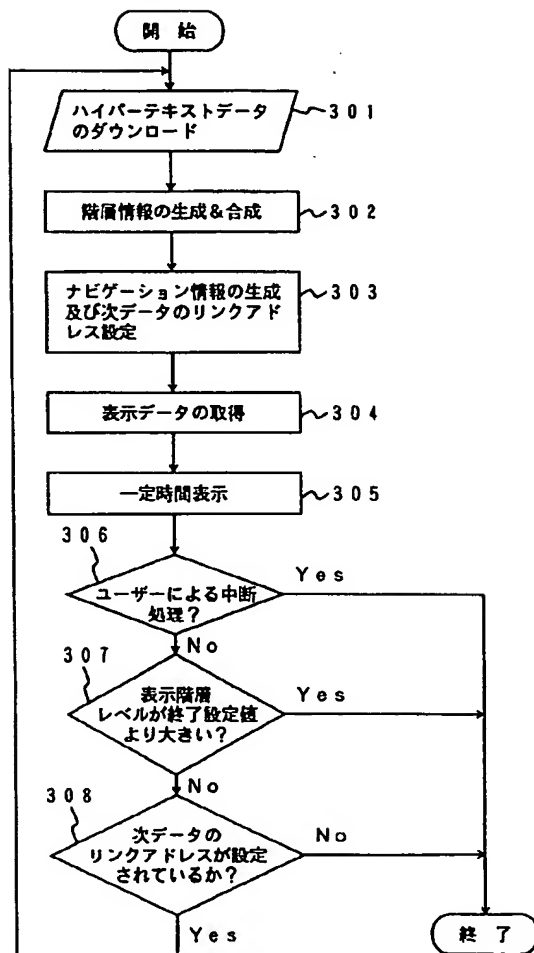 開 始
ハイパーテキストデータ
のダウンロード
301
階層情報の生成&合成
302
ナビゲーション情報の生成
及び次データのリンクアド
レス設定
303
表示データの取得
304
一定時間表示
305
306
ユーザーによる中断
処理?
Yes
No
307
表示階層
レベルが終了設定値
より大きい?
Yes
No
308
次データの
リンクアドレスが設定
されているか?
No
Yes
終 了